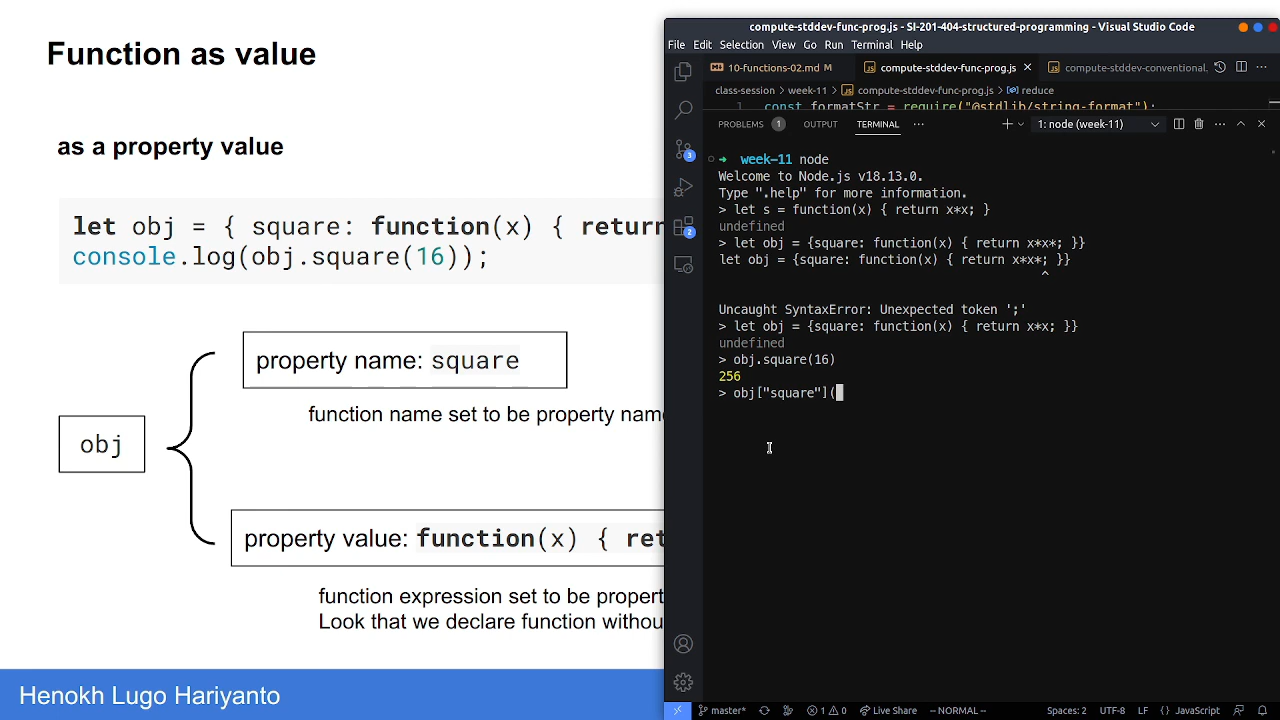 Function as value
as a property value
let obj = { square: function(x) { return
console.log(obj.square(16));
property name: square
function name set to be property name
obj
property value: function(x) { ret
function expression set to be propert
Look that we declare function withou
Henokh Lugo Hariyanto
compute-stddev-func-prog.js - SI-201-404-structured-programming - Visual Studio Code
File Edit Selection View Go Run Terminal Help
10-functions-02.md M compute-stddev-func-prog.js compute-stddev-conventional.
class-session > week-11 > compute-stddev-func-prog.js > reduce
1 const formatStr = require("@stdlib/string-format");
PROBLEMS 1 OUTPUT TERMINAL ··· 1: node (week-11)
week-11 node
Welcome to Node.js v18.13.0.
Type ".help" for more information.
> let s = function(x) { return x*x; }
undefined
> let obj = {square: function(x) { return x*x*; }}
let obj = {square: function(x) { return x*x*; }}
^
Uncaught SyntaxError: Unexpected token ';'
> let obj = {square: function(x) { return x*x; }}
undefined
> obj.square(16)
256
> obj["square"](
3
2
master* 1 0 Live Share -- NORMAL -- Spaces: 2 UTF-8 LF {} JavaScript